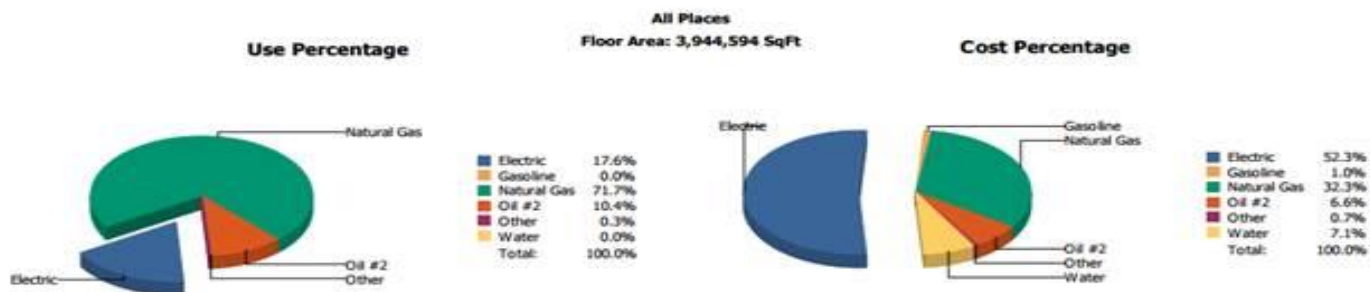 All Places
Floor Area: 3,944,594 SqFt
Use Percentage
Natural Gas
Electric
Oil #2
Other
Electric 17.6%
Gasoline 0.0%
Natural Gas 71.7%
Oil #2 10.4%
Other 0.3%
Water 0.0%
Total: 100.0%
Cost Percentage
Electric
Gasoline
Natural Gas
Oil #2
Other
Water
Electric 52.3%
Gasoline 1.0%
Natural Gas 32.3%
Oil #2 6.6%
Other 0.7%
Water 7.1%
Total: 100.0%